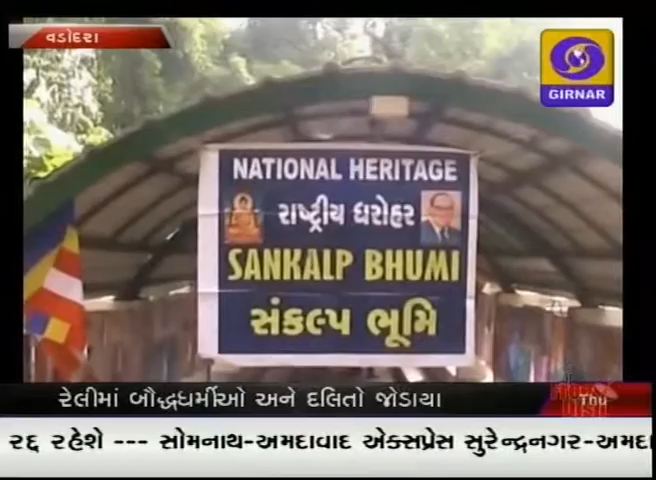 વડોદરા
GIRNAR
NATIONAL HERITAGE
રાષ્ટ્રીય ધરોહર
SANKALP BHUMI
સંકલ્પ ભૂમિ
રેલીમાં બૌદ્ધધર્મીઓ અને દલિતો જોડાયા
Thu
રદ્દ રહેશે --- સોમનાથ-અમદાવાદ એક્સપ્રેસ સુરેન્દ્રનગર-અમદા